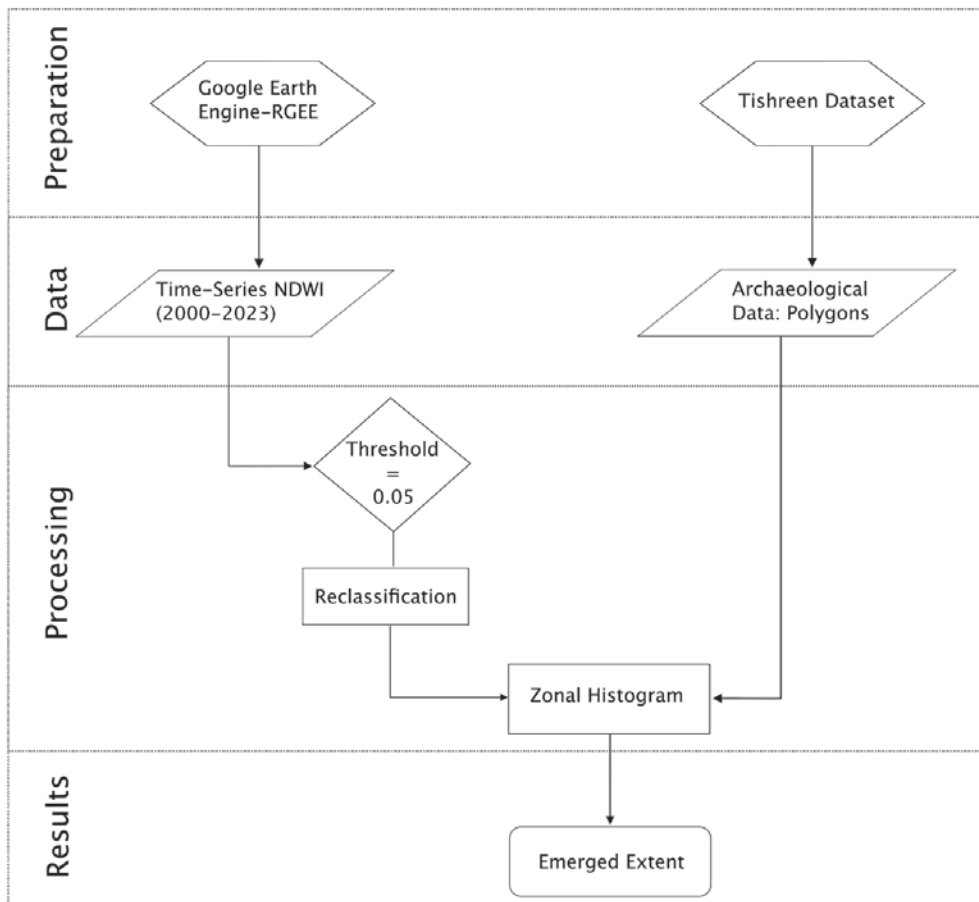 Preparation
Google Earth
Engine-RGEE
Tishreen Dataset
Data
Time-Series NDWI
(2000-2023)
Archaeological
Data: Polygons
Processing
Threshold
=
0.05
Reclassification
Zonal Histogram
Results
Emerged Extent